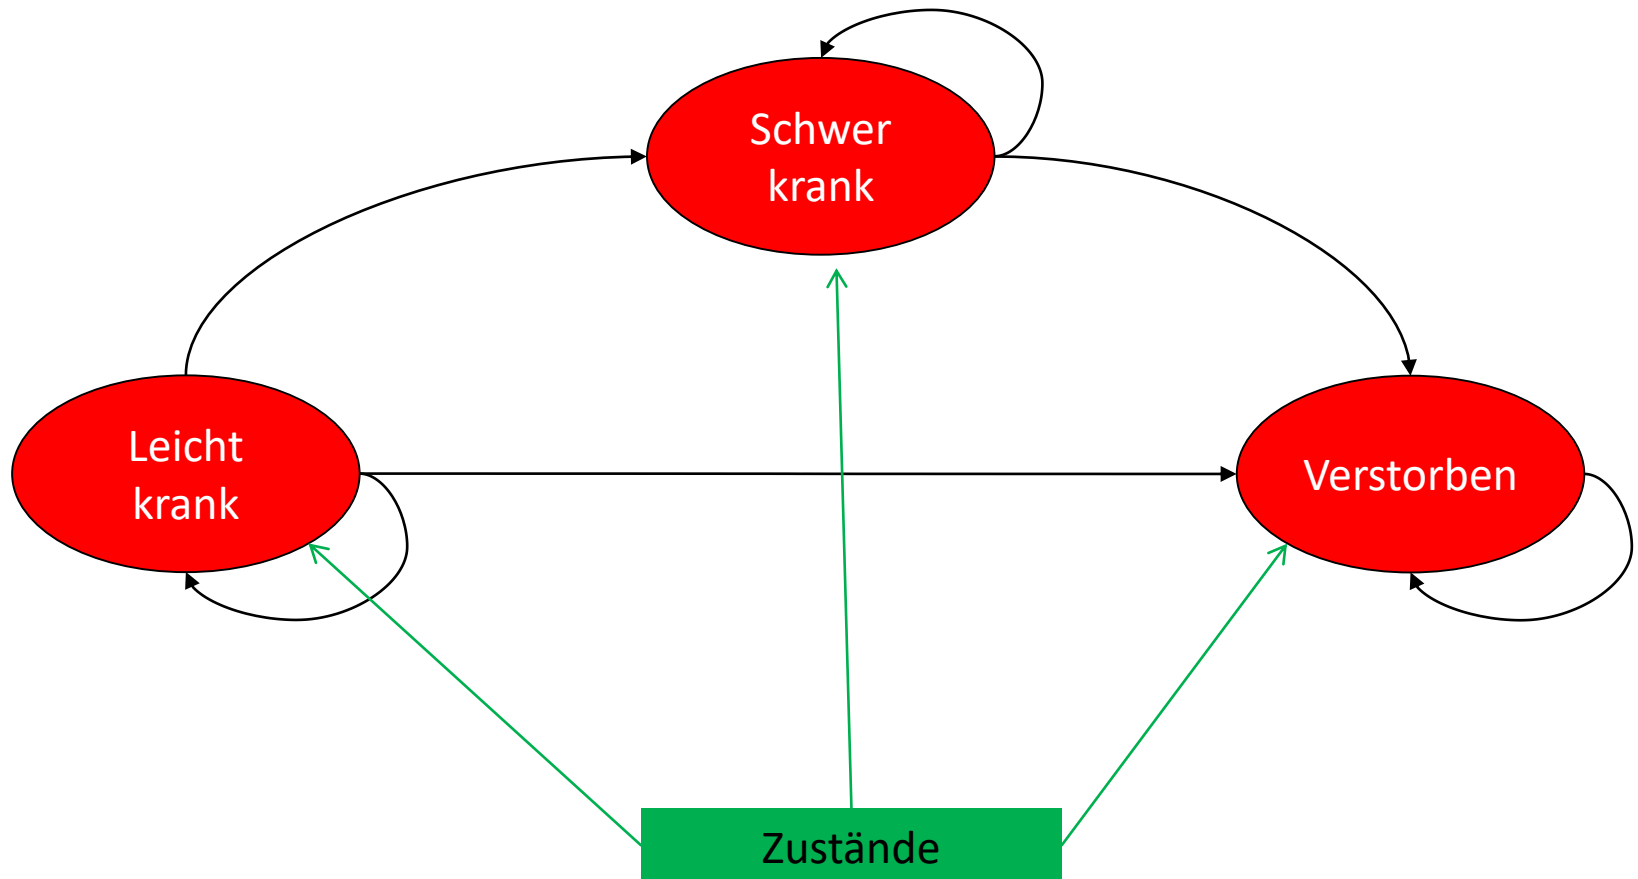 Schwer
krank
Leicht
krank
Verstorben
Zustände